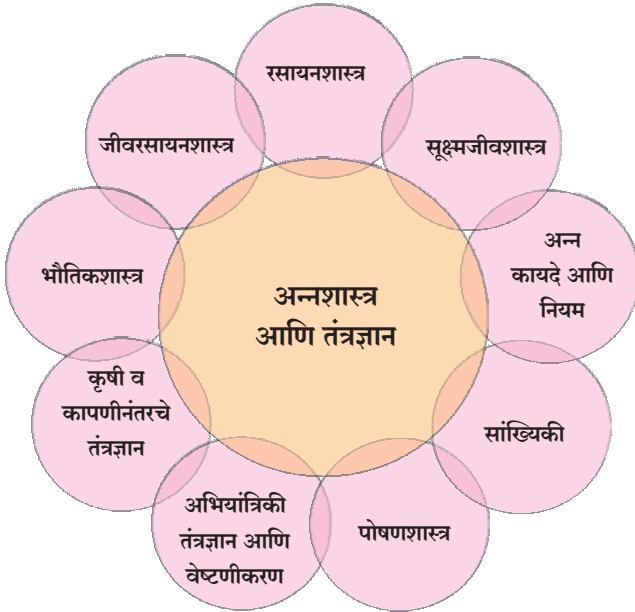 रसायनशास्त्र
जीवरसायनशास्त्र
सूक्ष्मजीवशास्त्र
भौतिकशास्त्र
अन्न
कायदे आणि
नियम
अन्नशास्त्र
आणि तंत्रज्ञान
कृषी व
कापणीनंतरचे
तंत्रज्ञान
सांख्यिकी
अभियांत्रिकी
तंत्रज्ञान आणि
वेष्टणीकरण
पोषणशास्त्र